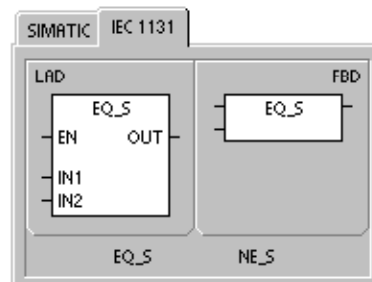 SIMATIC IEC 1131
LAD FBD
EQ_S EQ_S
EN OUT
IN1
IN2
EQ_S NE_S